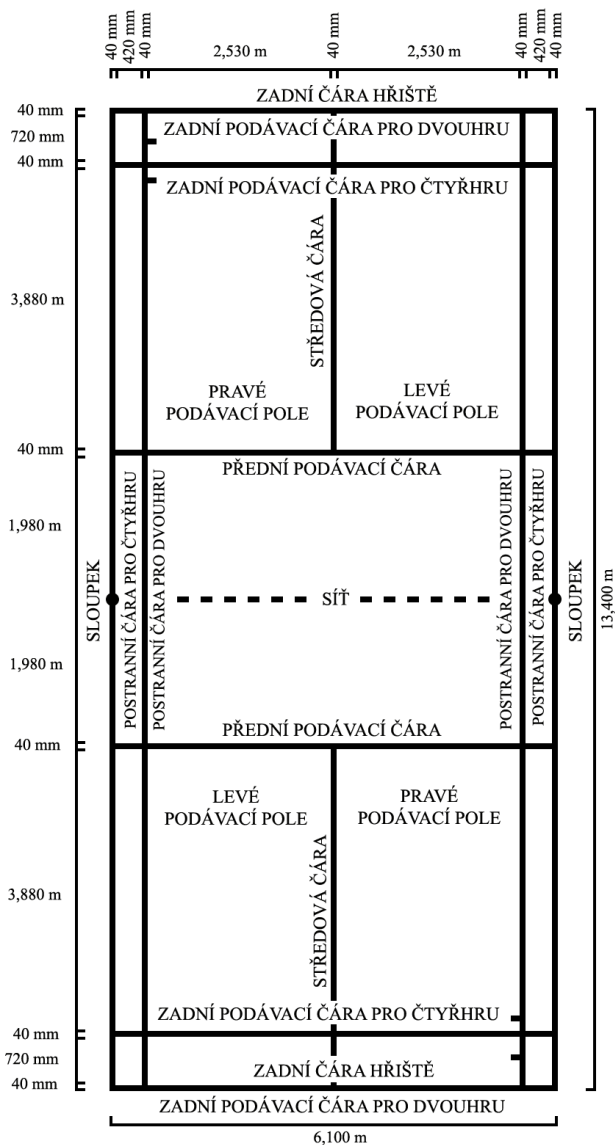 40 mm
420 mm
40 mm
2,530 m
40 mm
2,530 m
40 mm
420 mm
40 mm
ZADNÍ ČÁRA HŘIŠTĚ
40 mm
ZADNÍ PODÁVACÍ ČÁRA PRO DVOUHRU
720 mm
40 mm
ZADNÍ PODÁVACÍ ČÁRA PRO ČTYŘHRU
STŘEDOVÁ ČÁRA
3,880 m
PRAVÉ
PODÁVACÍ POLE
LEVÉ
PODÁVACÍ POLE
40 mm
PŘEDNÍ PODÁVACÍ ČÁRA
1,980 m
SLOUPEK
POSTRANNÍ ČÁRA PRO ČTYŘHRU
POSTRANNÍ ČÁRA PRO DVOUHRU
SÍŤ
POSTRANNÍ ČÁRA PRO DVOUHRU
POSTRANNÍ ČÁRA PRO ČTYŘHRU
SLOUPEK
13,400 m
1,980 m
PŘEDNÍ PODÁVACÍ ČÁRA
40 mm
LEVÉ
PODÁVACÍ POLE
PRAVÉ
PODÁVACÍ POLE
3,880 m
STŘEDOVÁ ČÁRA
ZADNÍ PODÁVACÍ ČÁRA PRO ČTYŘHRU
40 mm
720 mm
ZADNÍ ČÁRA HŘIŠTĚ
40 mm
ZADNÍ PODÁVACÍ ČÁRA PRO DVOUHRU
6,100 m